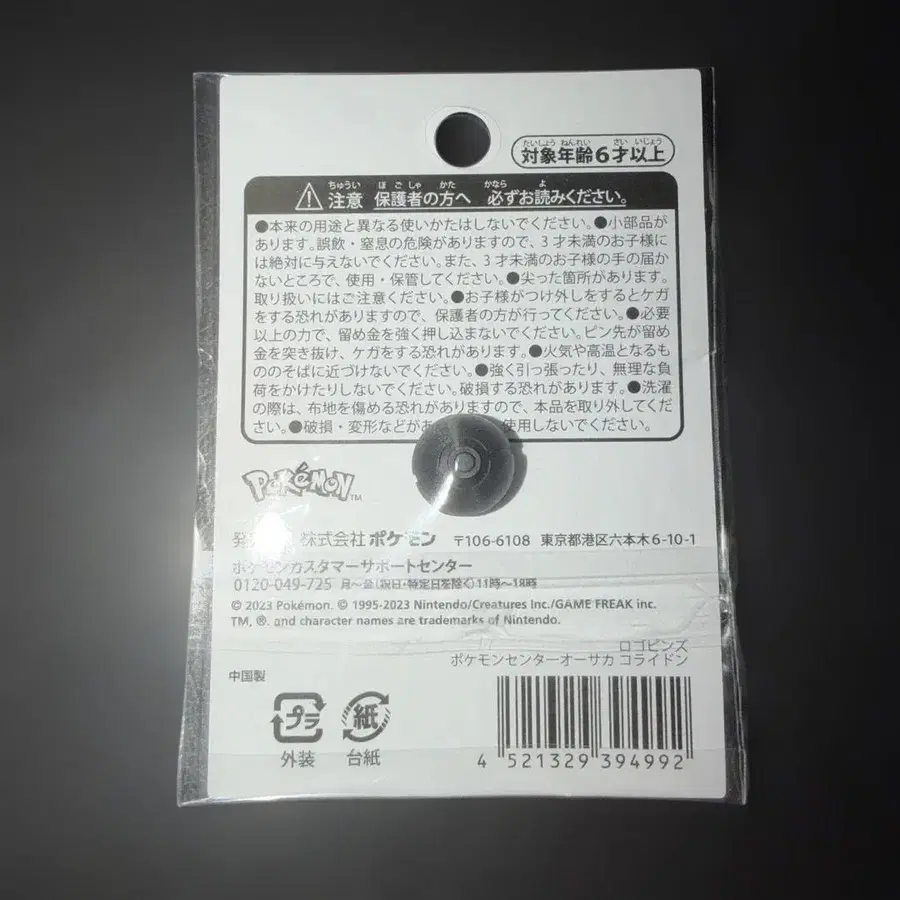 対象年齢6才以上
たいしょう ねんれい さい いじょう
ちゅうい ほごしゃ かた かなら よ
注意 保護者の方へ 必ずお読みください。
●本来の用途と異なる使いかたはしないでください。●小部品が
あります。誤飲・窒息の危険がありますので、3才未満のお子様に
は絶対に与えないでください。また、3才未満のお子様の手の届か
ないところで、使用・保管してください。●尖った箇所があります。
取り扱いにはご注意ください。●お子様がつけ外しをするとケガ
をする恐れがありますので、保護者の方が行ってください。●必要
以上の力で、留め金を強く押し込まないでください。ピン先が留め
金を突き抜け、ケガをする恐れがあります。●火気や高温となるも
ののそばに近づけないでください。●強く引っ張ったり、無理な負
荷をかけたりしないでください。破損する恐れがあります。●洗濯
の際は、布地を傷める恐れがありますので、本品を取り外してくだ
さい。●破損・変形などがあ 使用しないでください。
Pokémon TM
発 株式会社ポケモン 〒106-6108 東京都港区六本木6-10-1
ポケモンカスタマーサポートセンター
0120-049-725 月～金(祝日・特定日を除く)11時～18時
© 2023 Pokémon. © 1995-2023 Nintendo/Creatures Inc./GAME FREAK inc.
TM, ®, and character names are trademarks of Nintendo.
ロゴピンズ
ポケモンセンターオーサカ コライドン
中国製
プラ 紙
外装 台紙
4 521329 394992